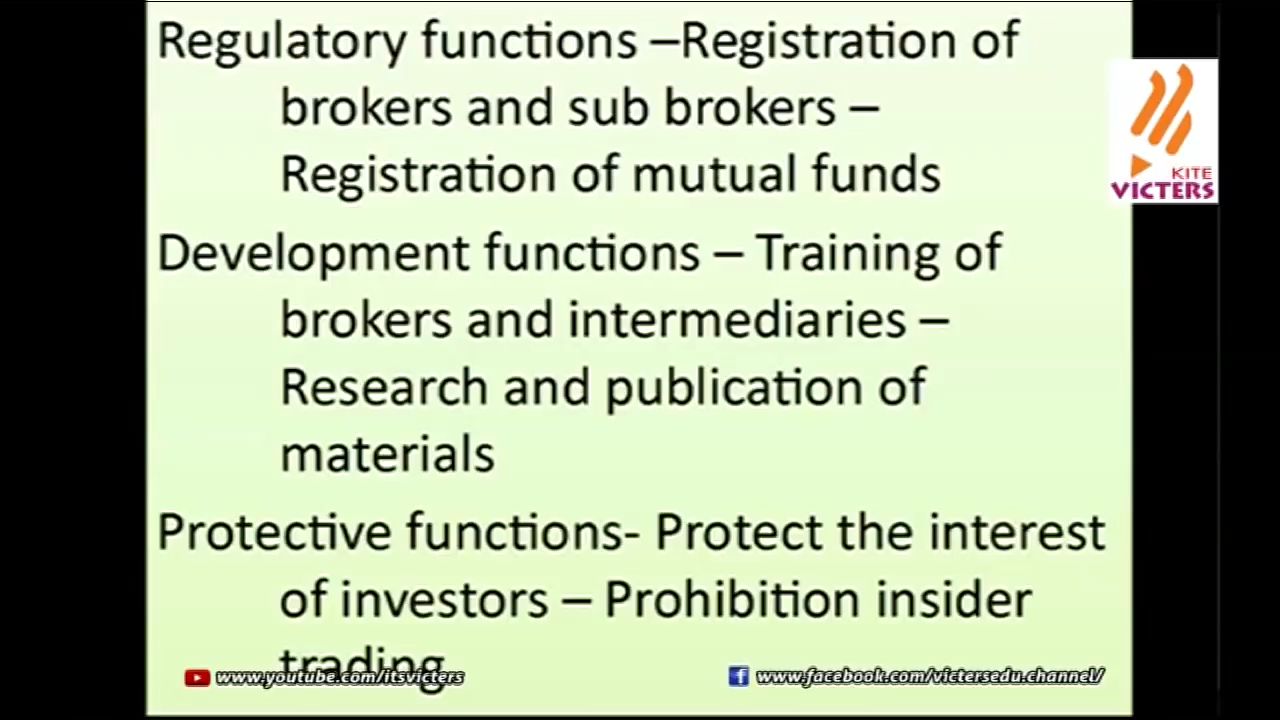 Regulatory functions –Registration of
brokers and sub brokers –
Registration of mutual funds
Development functions – Training of
brokers and intermediaries –
Research and publication of
materials
Protective functions- Protect the interest
of investors – Prohibition insider
trading
KITE
VICTERS
www.youtube.com/itsvicters
www.facebook.com/victersedu.channel/